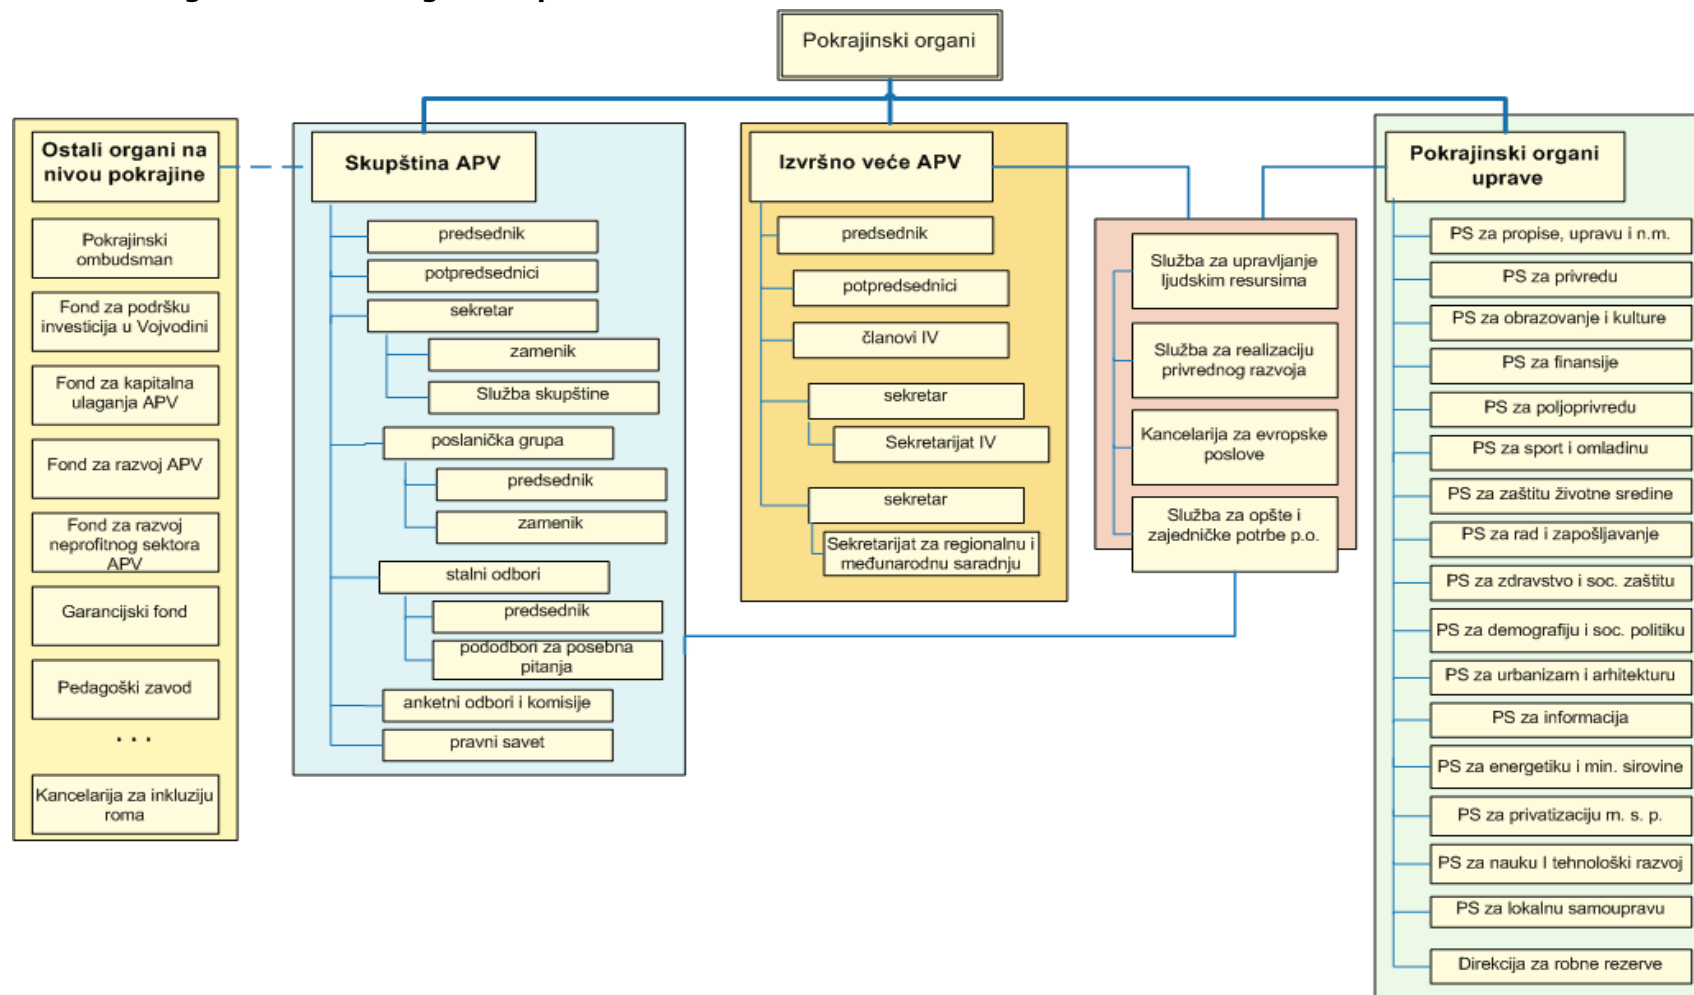 Pokrajinski organi
Ostali organi na
nivou pokrajine
Pokrajinski
ombudsman
Fond za podršku
investicija u Vojvodini
Fond za kapitalna
ulaganja APV
Fond za razvoj APV
Fond za razvoj
neprofitnog sektora
APV
Garancijski fond
Pedagoški zavod
. . .
Kancelarija za inkluziju
roma
Skupština APV
predsednik
potpredsednici
sekretar
zamenik
Služba skupštine
poslanička grupa
predsednik
zamenik
stalni odbori
predsednik
pododbori za posebna
pitanja
anketni odbori i komisije
pravni savet
Izvršno veće APV
predsednik
potpredsednici
članovi IV
sekretar
Sekretarijat IV
sekretar
Sekretarijat za regionalnu i
međunarodnu saradnju
Služba za upravljanje
ljudskim resursima
Služba za realizaciju
privrednog razvoja
Kancelarija za evropske
poslove
Služba za opšte i
zajedničke potrbe p.o.
Pokrajinski organi
uprave
PS za propise, upravu i n.m.
PS za privredu
PS za obrazovanje i kulture
PS za finansije
PS za poljoprivredu
PS za sport i omladinu
PS za zaštitu životne sredine
PS za rad i zapošljavanje
PS za zdravstvo i soc. zaštitu
PS za demografiju i soc. politiku
PS za urbanizam i arhitekturu
PS za informacija
PS za energetiku i min. sirovine
PS za privatizaciju m. s. p.
PS za nauku I tehnološki razvoj
PS za lokalnu samoupravu
Direkcija za robne rezerve